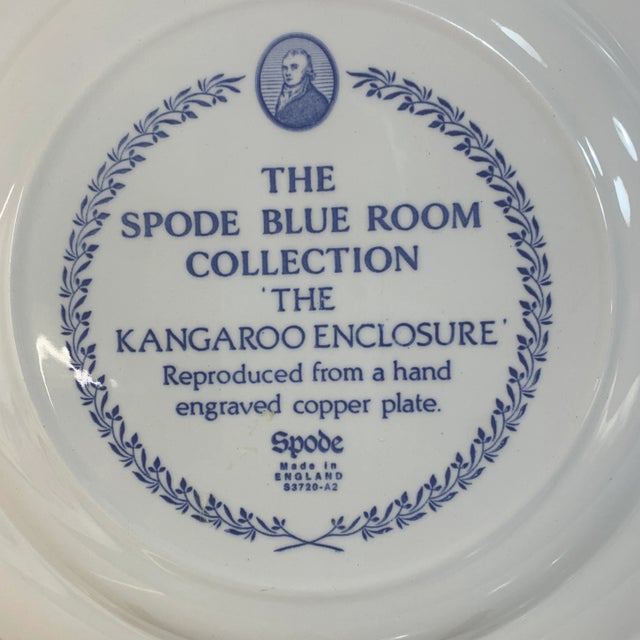 THE
SPODE BLUE ROOM
COLLECTION
'THE
KANGAROO ENCLOSURE'
Reproduced from a hand
engraved copper plate.
Spode
Made in
ENGLAND
S3720-A2